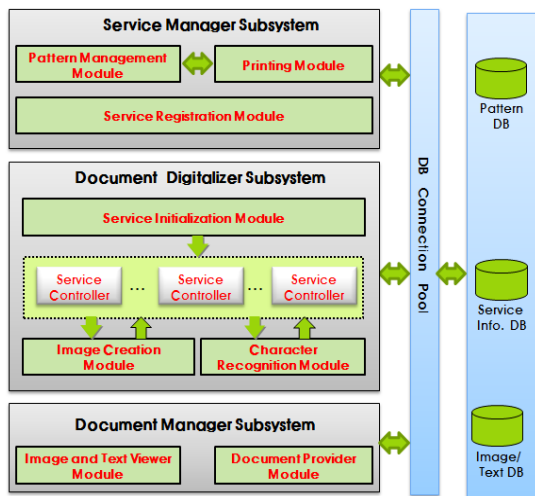 Service Manager Subsystem
Pattern Management
Module
Printing Module
Service Registration Module
Document Digitalizer Subsystem
Service Initialization Module
Service
Controller
...
Service
Controller
...
Service
Controller
Image Creation
Module
Character
Recognition Module
Document Manager Subsystem
Image and Text Viewer
Module
Document Provider
Module
DB Connection Pool
Pattern
DB
Service
Info. DB
Image/
Text DB